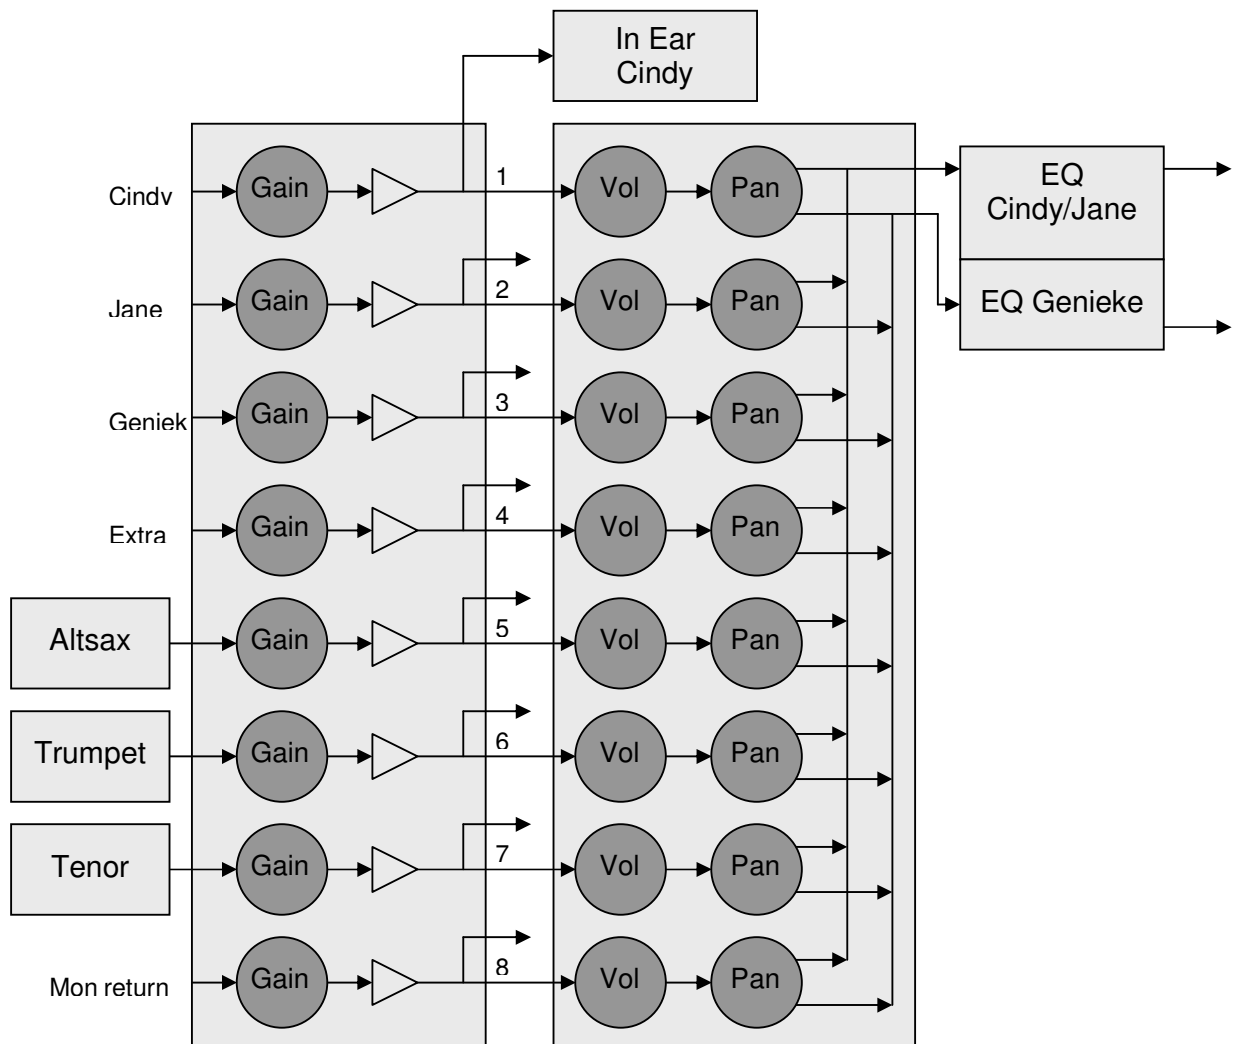 In Ear
Cindy
Cindy
Gain
1
Vol
Pan
EQ
Cindy/Jane
Jane
Gain
2
Vol
Pan
EQ Genieke
Geniek
Gain
3
Vol
Pan
Extra
Gain
4
Vol
Pan
Altsax
Gain
5
Vol
Pan
Trumpet
Gain
6
Vol
Pan
Tenor
Gain
7
Vol
Pan
Mon return
Gain
8
Vol
Pan